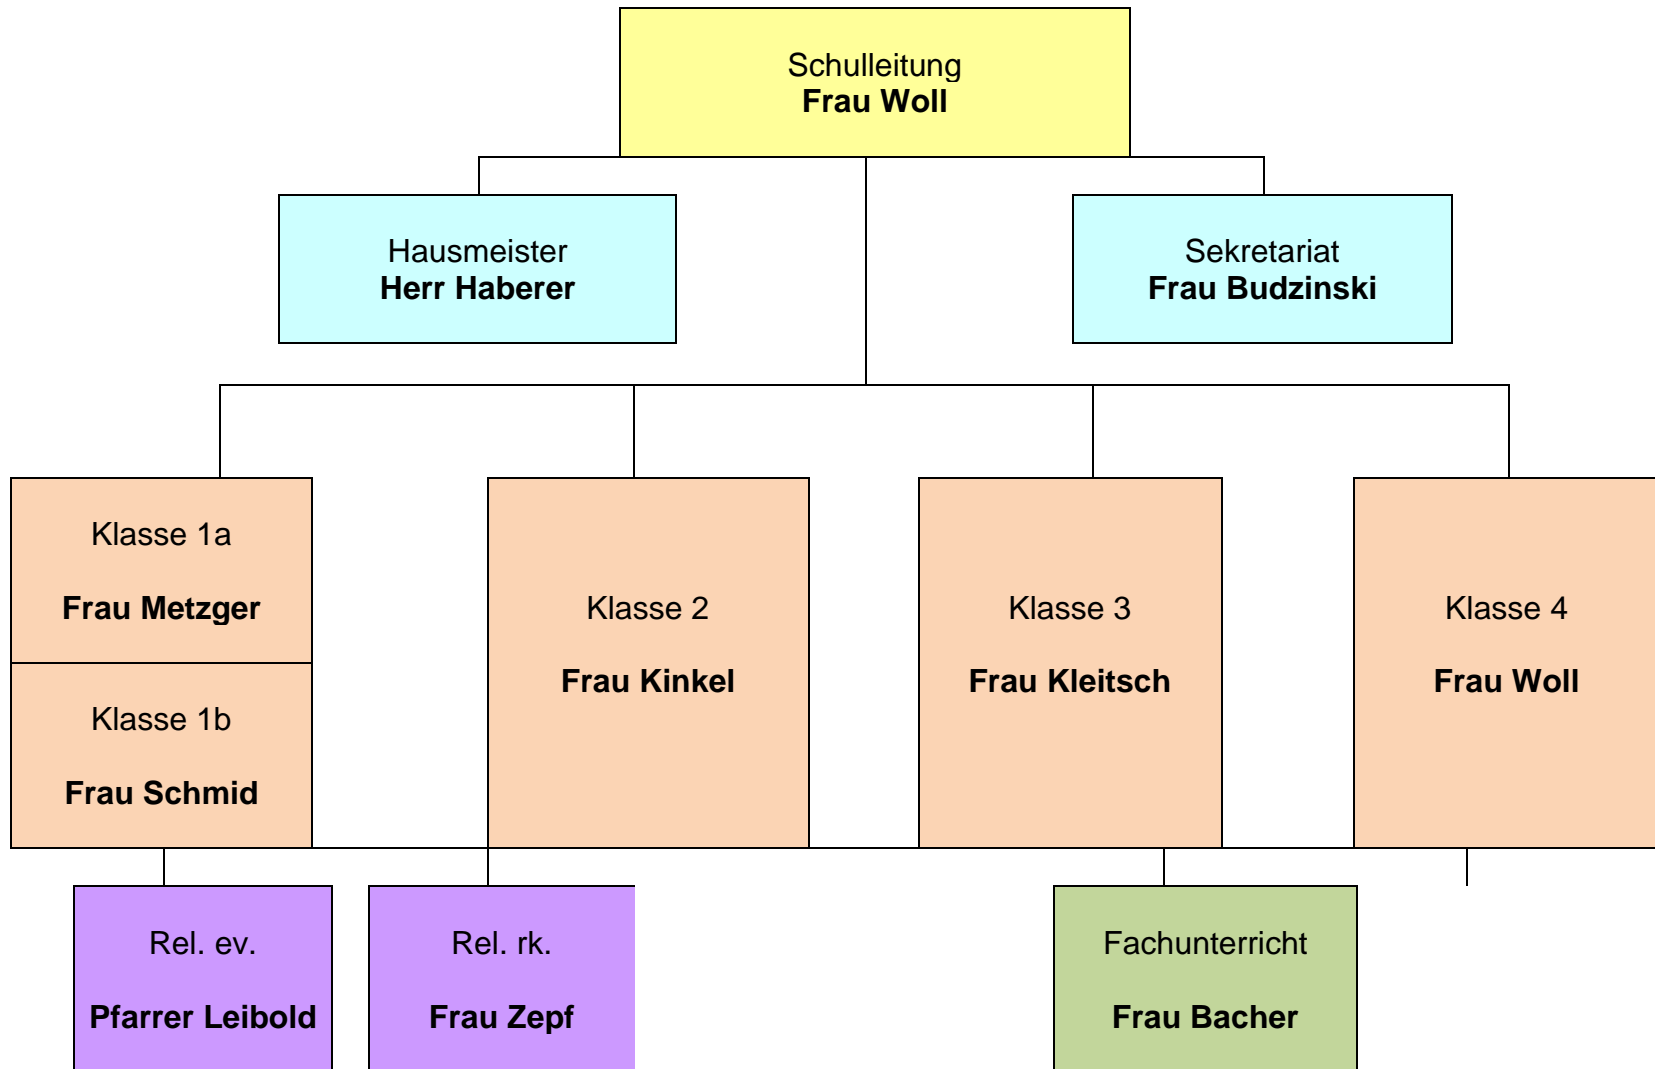 Schulleitung
Frau Woll
Hausmeister
Herr Haberer
Sekretariat
Frau Budzinski
Klasse 1a
Frau Metzger
Klasse 1b
Frau Schmid
Klasse 2
Frau Kinkel
Klasse 3
Frau Kleitsch
Klasse 4
Frau Woll
Rel. ev.
Pfarrer Leibold
Rel. rk.
Frau Zepf
Fachunterricht
Frau Bacher